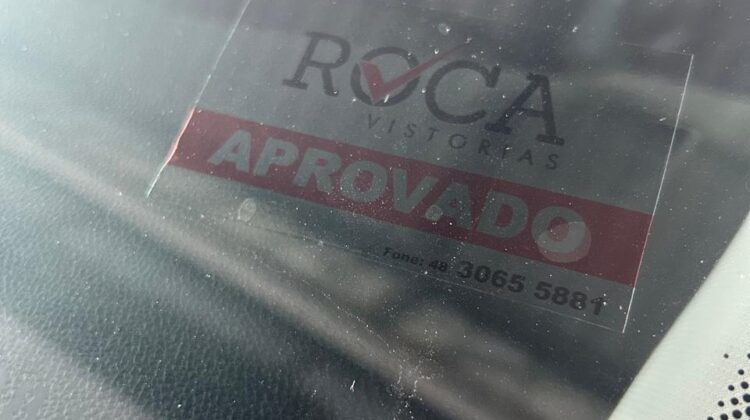 ROCA
VISTORIAS
APROVADO
Fone: 48 3065 5881